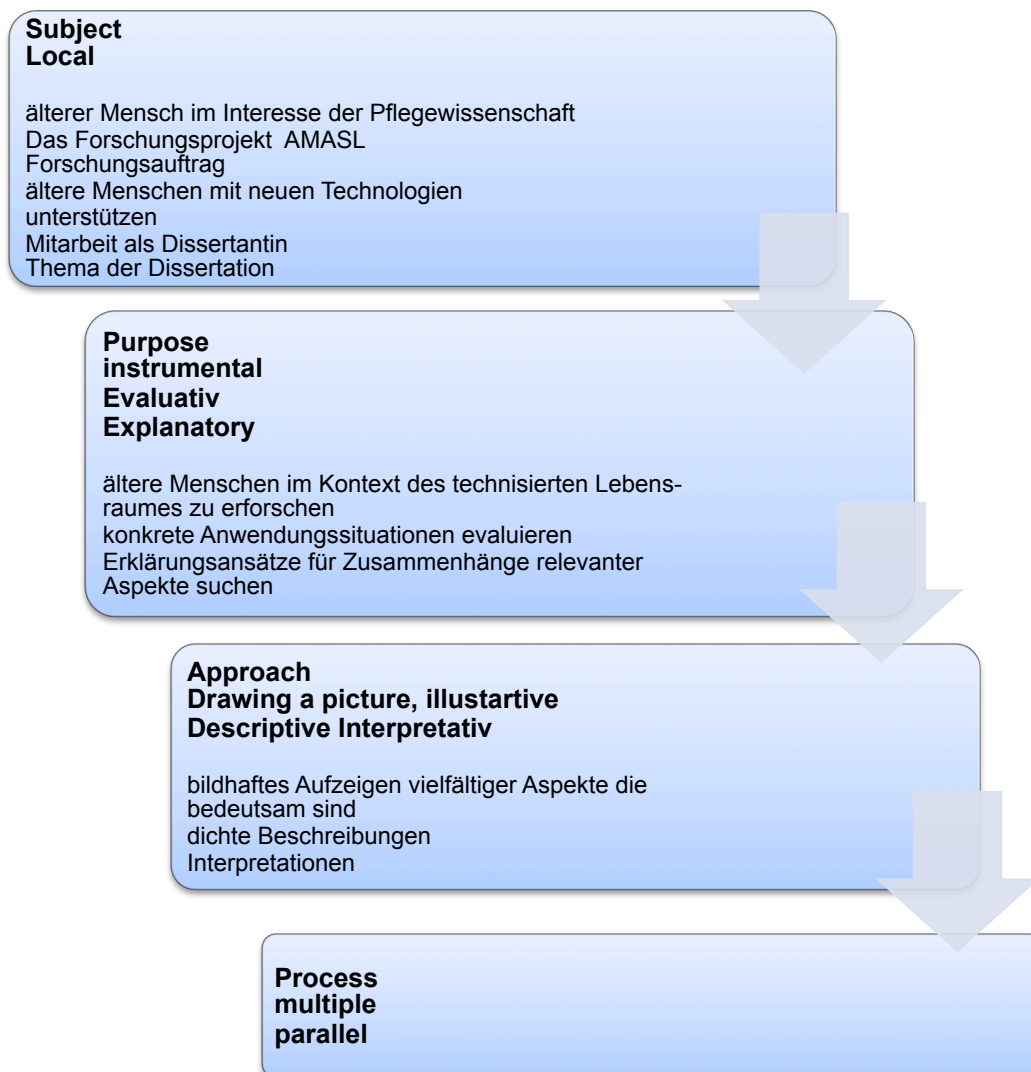 Subject
Local
älterer Mensch im Interesse der Pflegewissenschaft
Das Forschungsprojekt AMASL
Forschungsauftrag
ältere Menschen mit neuen Technologien
unterstützen
Mitarbeit als Dissertantin
Thema der Dissertation
Purpose
instrumental
Evaluativ
Explanatory
ältere Menschen im Kontext des technisierten Lebens-
raumes zu erforschen
konkrete Anwendungssituationen evaluieren
Erklärungsansätze für Zusammenhänge relevanter
Aspekte suchen
Approach
Drawing a picture, illustartive
Descriptive Interpretativ
bildhaftes Aufzeigen vielfältiger Aspekte die
bedeutsam sind
dichte Beschreibungen
Interpretationen
Process
multiple
parallel